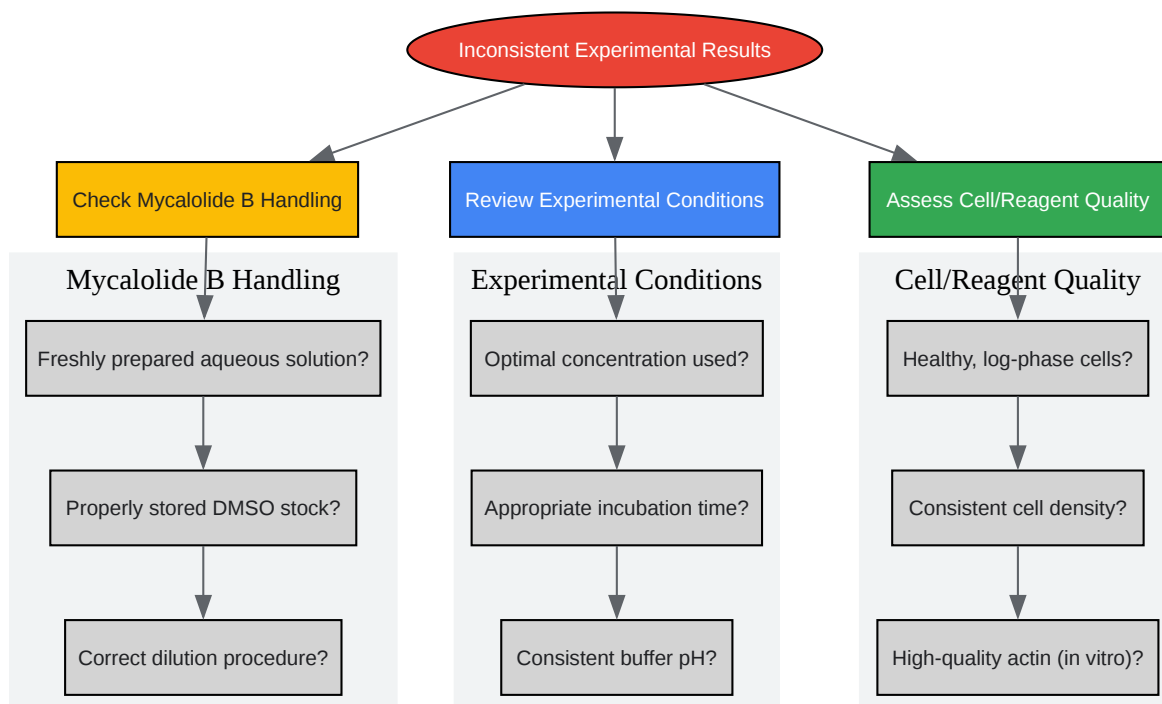 Inconsistent Experimental Results
Check Mycalolide B Handling
Review Experimental Conditions
Assess Cell/Reagent Quality
Mycalolide B Handling
Experimental Conditions
Cell/Reagent Quality
Freshly prepared aqueous solution?
Optimal concentration used?
Healthy, log-phase cells?
Properly stored DMSO stock?
Appropriate incubation time?
Consistent cell density?
Correct dilution procedure?
Consistent buffer pH?
High-quality actin (in vitro)?